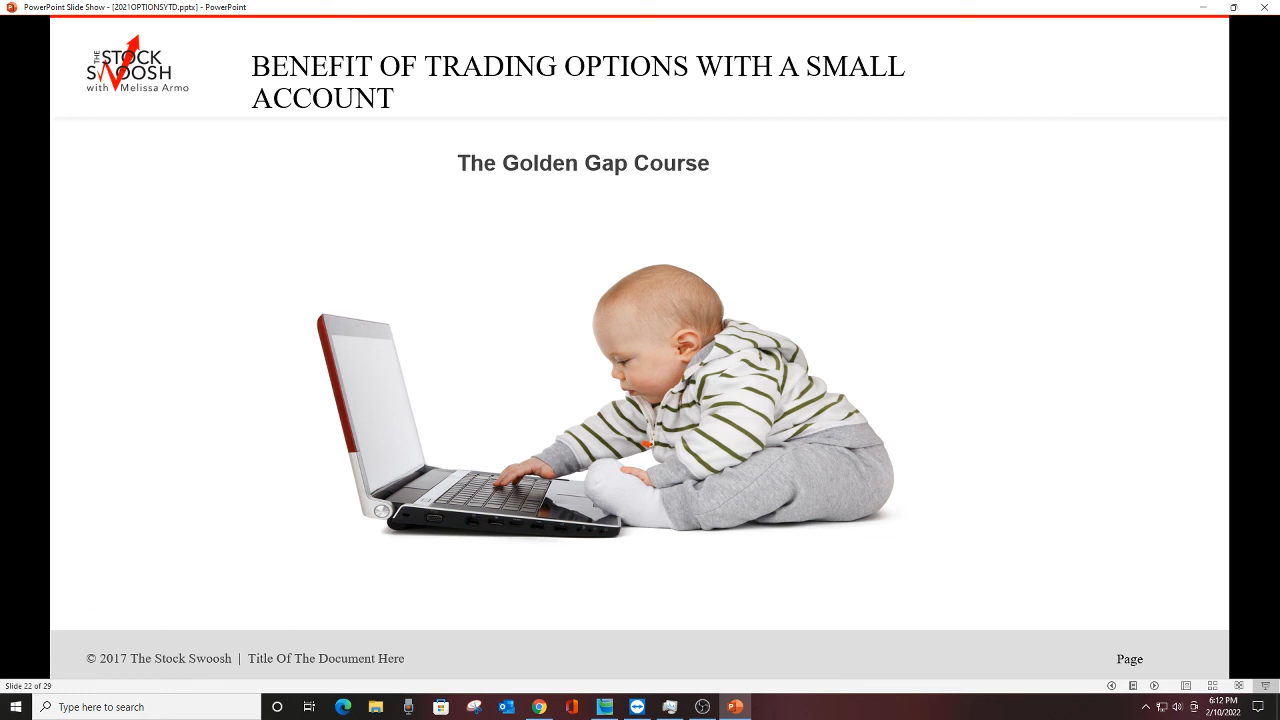 PowerPoint Slide Show - [2021OPTIONSYTD.pptx] - PowerPoint
THE
STOCK
SWOOSH
with Melissa Armo
BENEFIT OF TRADING OPTIONS WITH A SMALL
ACCOUNT
The Golden Gap Course
© 2017 The Stock Swoosh | Title Of The Document Here
Page
Slide 22 of 29
Type here to search
6:12 PM
2/10/2022